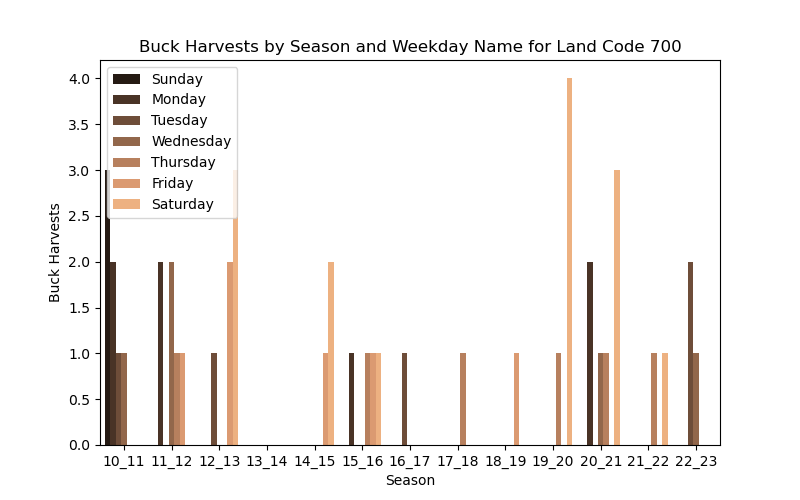 Buck Harvests by Season and Weekday Name for Land Code 700
Sunday
Monday
Tuesday
Wednesday
Thursday
Friday
Saturday
4.0
3.5
3.0
2.5
2.0
1.5
1.0
0.5
0.0
Buck Harvests
10_11 11_12 12_13 13_14 14_15 15_16 16_17 17_18 18_19 19_20 20_21 21_22 22_23
Season